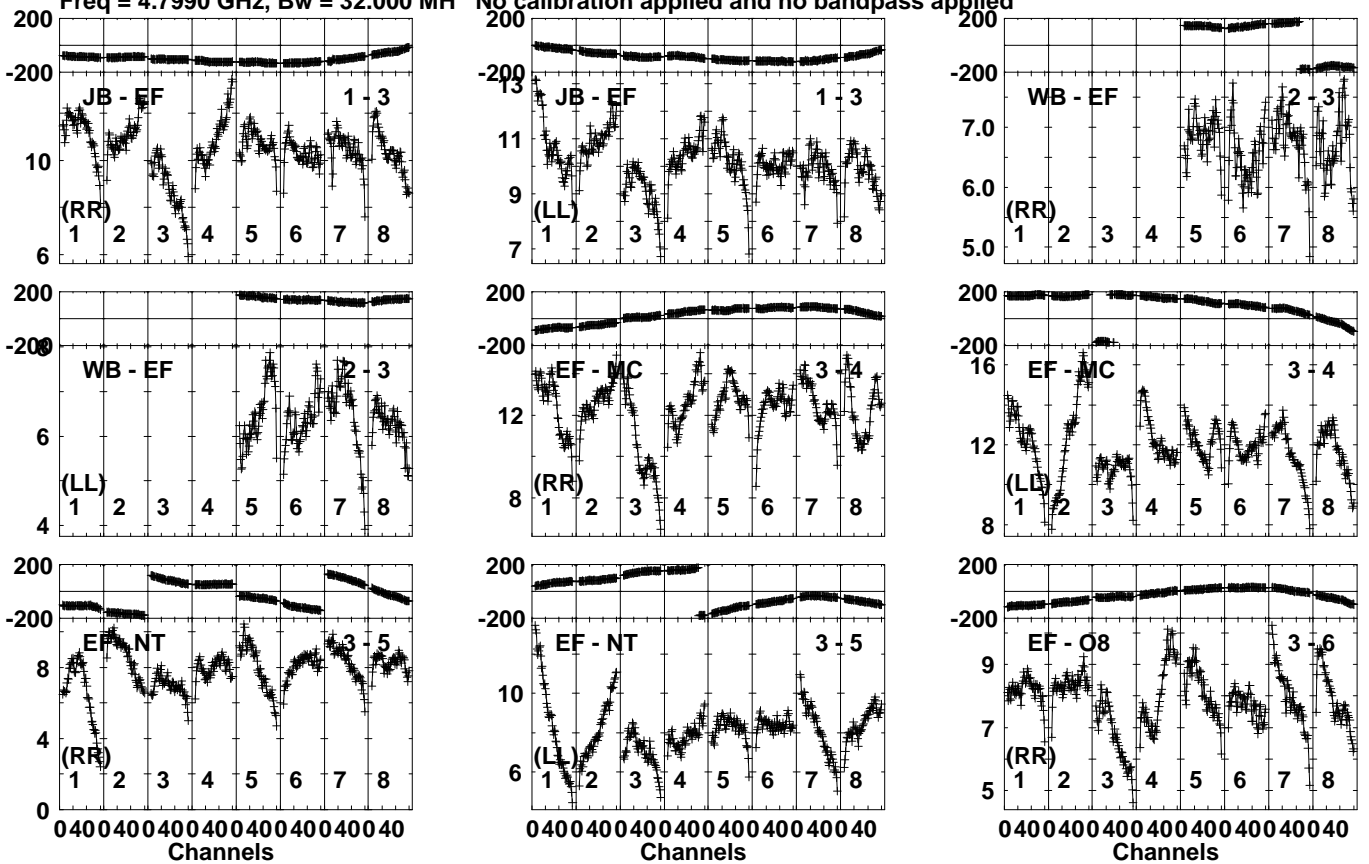 Freq = 4.7990 GHz, Bw = 32.000 MH No calibration applied and no bandpass applied
200 200 200
-200 -200 -200
JB - EF 1 - 3 13 JB - EF 1 - 3 WB - EF 2 - 3
11 7.0
10 9 6.0
(RR) (LL) (RR)
1 2 3 4 5 6 7 8 1 2 3 4 5 6 7 8 1 2 3 4 5 6 7 8
6 7 5.0
200 200 200
-200 -200 -200
8 WB - EF 2 - 3 EF - MC 3 - 4 16 EF - MC 3 - 4
6 12 12
(LL) (RR) (LL)
1 2 3 4 5 6 7 8 8 1 2 3 4 5 6 7 8 1 2 3 4 5 6 7 8
4 8
200 200 200
-200 -200 -200
EF - NT 3 - 5 EF - NT 3 - 5 EF - O8 3 - 6
8 10 9
4 6 7
(RR) (LL) (RR)
1 2 3 4 5 6 7 8 1 2 3 4 5 6 7 8 1 2 3 4 5 6 7 8
0 5
0 40 0 40 0 40 0 40 0 40 0 40 0 40 0 40 0 40 0 40 0 40 0 40 0 40 0 40 0 40 0 40 0 40 0 40 0 40 0 40 0 40 0 40 0 40 0 40
Channels Channels Channels